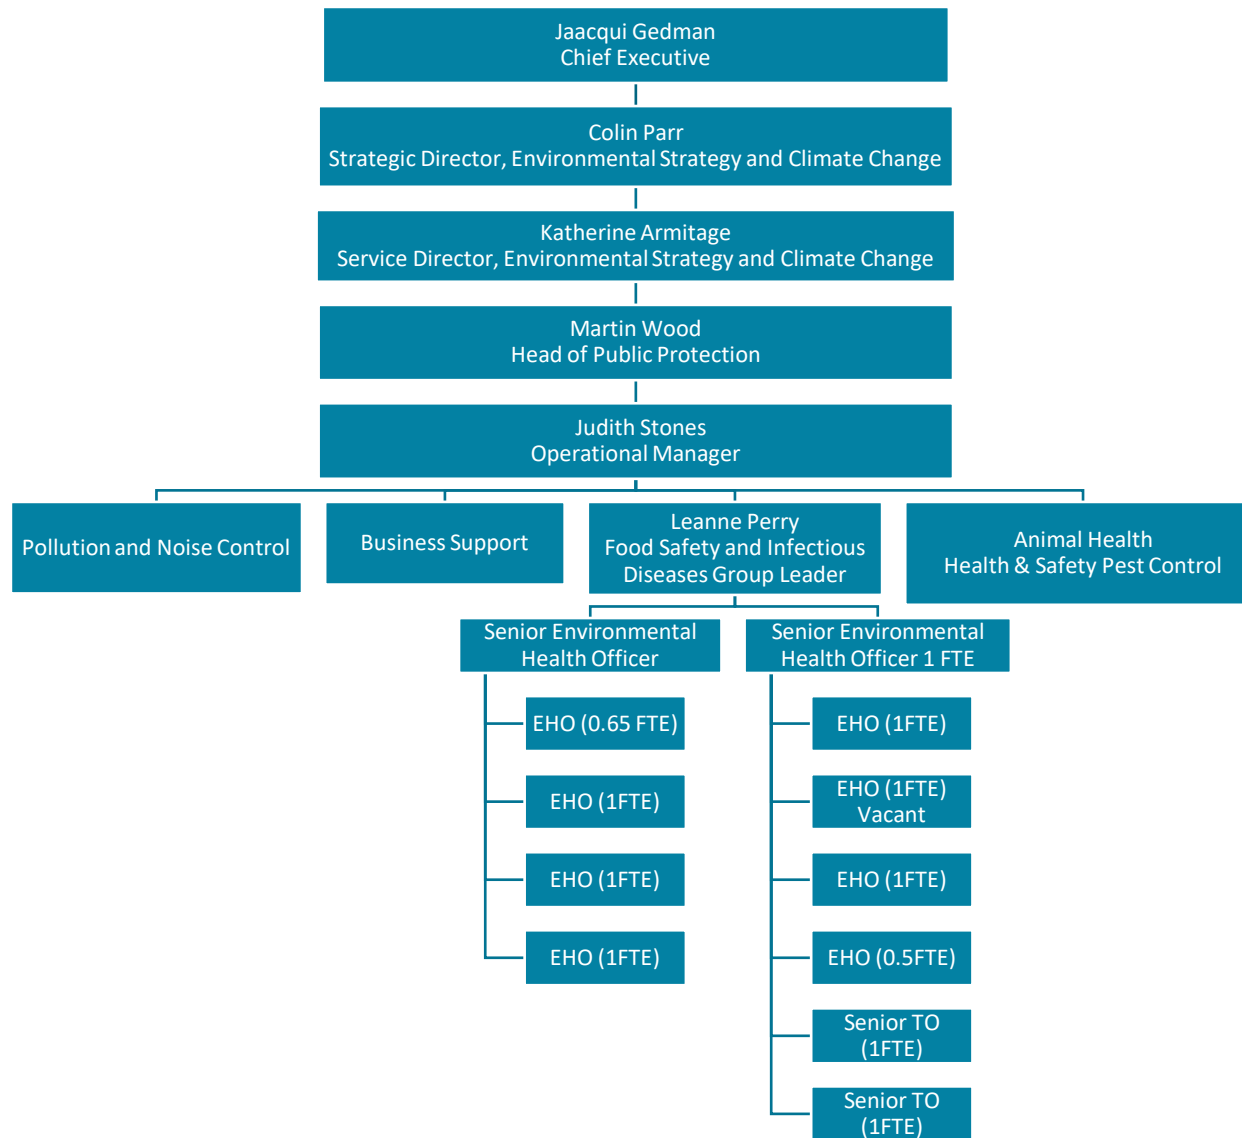 Jaacqui Gedman
Chief Executive
Colin Parr
Strategic Director, Environmental Strategy and Climate Change
Katherine Armitage
Service Director, Environmental Strategy and Climate Change
Martin Wood
Head of Public Protection
Judith Stones
Operational Manager
Pollution and Noise Control
Business Support
Leanne Perry
Food Safety and Infectious
Diseases Group Leader
Animal Health
Health & Safety Pest Control
Senior Environmental
Health Officer
EHO (0.65 FTE)
EHO (1FTE)
EHO (1FTE)
EHO (1FTE)
Senior Environmental
Health Officer 1 FTE
EHO (1FTE)
EHO (1FTE)
Vacant
EHO (1FTE)
EHO (0.5FTE)
Senior TO
(1FTE)
Senior TO
(1FTE)